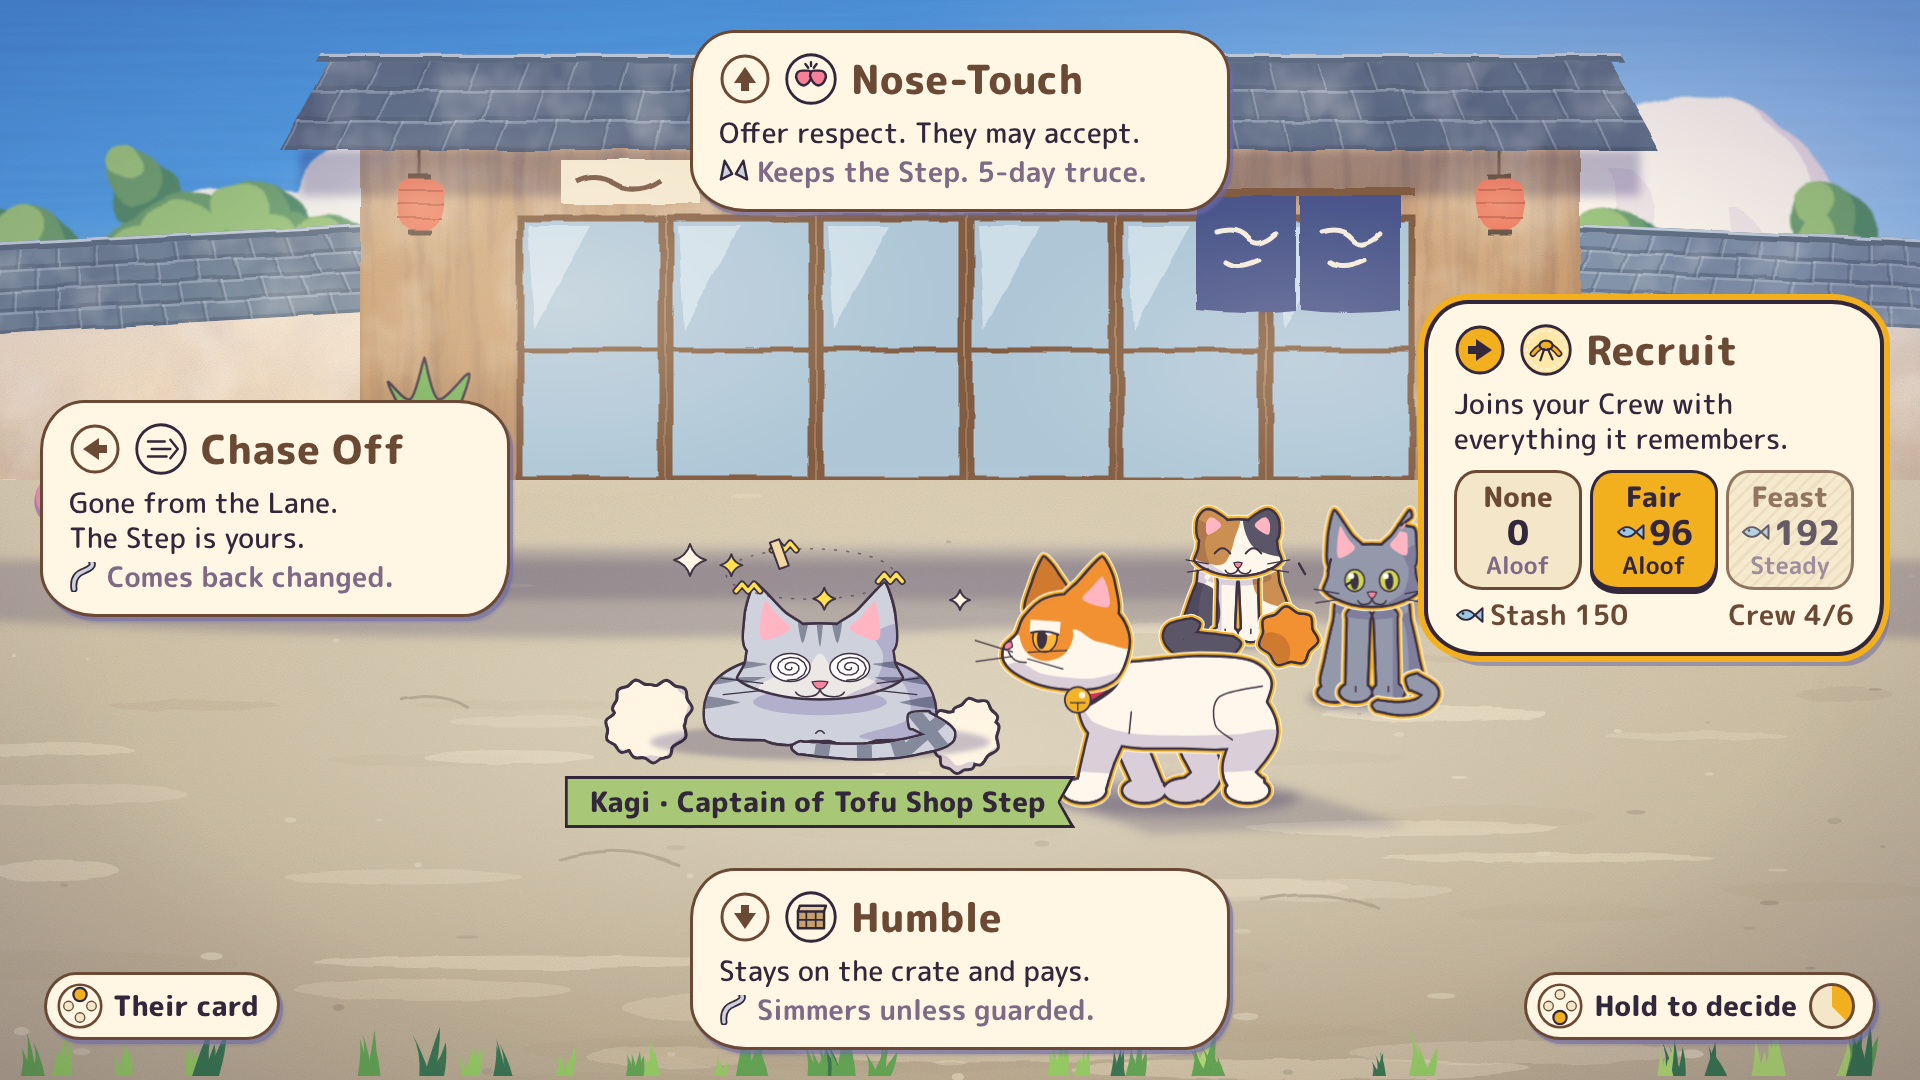 Nose-Touch
Offer respect. They may accept.
Keeps the Step. 5-day truce.
Chase Off
Gone from the Lane.
The Step is yours.
Comes back changed.
Recruit
Joins your Crew with
everything it remembers.
None
0
Aloof
Fair
96
Aloof
Feast
192
Steady
Stash 150
Crew 4/6
Kagi · Captain of Tofu Shop Step
Humble
Stays on the crate and pays.
Simmers unless guarded.
Their card
Hold to decide